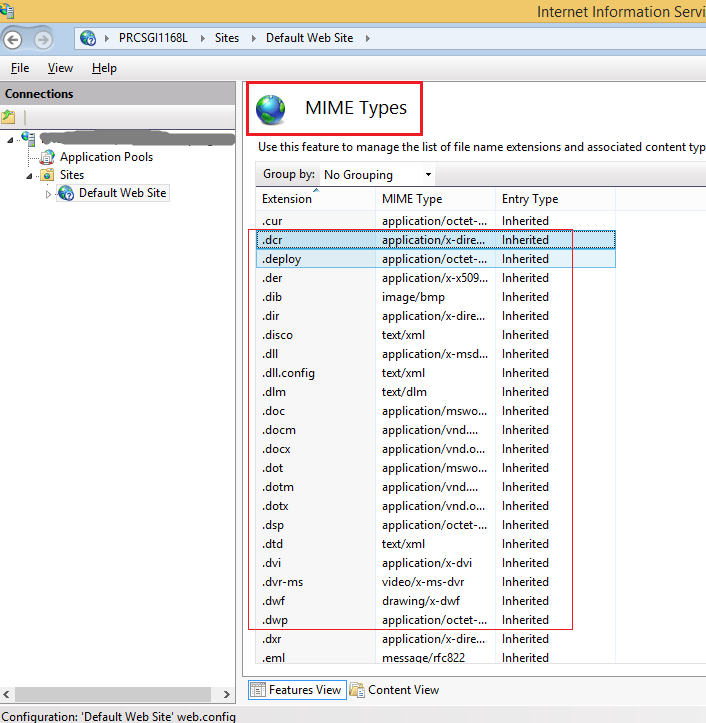 Internet Information Servi
PRCSGI1168L Sites Default Web Site
File View Help
Connections
Application Pools
Sites
Default Web Site
MIME Types
Use this feature to manage the list of file name extensions and associated content typ
Group by: No Grouping
Extension MIME Type Entry Type
.cur application/octet-... Inherited
.dcr application/x-dire... Inherited
.deploy application/octet-... Inherited
.der application/x-x509... Inherited
.dib image/bmp Inherited
.dir application/x-dire... Inherited
.disco text/xml Inherited
.dll application/x-msd... Inherited
.dll.config text/xml Inherited
.dlm text/dlm Inherited
.doc application/mswo... Inherited
.docm application/vnd.... Inherited
.docx application/vnd.o... Inherited
.dot application/mswo... Inherited
.dotm application/vnd.... Inherited
.dotx application/vnd.o... Inherited
.dsp application/octet-... Inherited
.dtd text/xml Inherited
.dvi application/x-dvi Inherited
.dvr-ms video/x-ms-dvr Inherited
.dwf drawing/x-dwf Inherited
.dwp application/octet-... Inherited
.dxr application/x-dire... Inherited
.eml message/rfc822 Inherited
Features View Content View
Configuration: 'Default Web Site' web.config